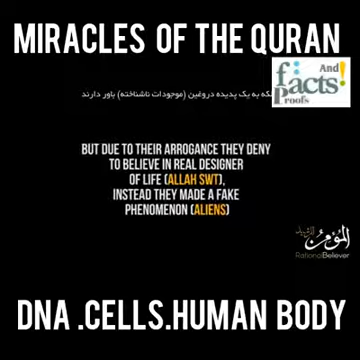 MIRACLES OF THE QURAN
And
facts!
Proofs
که به یک پدیده دروغین (موجودات ناشناخته) باور دارند
BUT DUE TO THEIR ARROGANCE THEY DENY
TO BELIEVE IN REAL DESIGNER
OF LIFE (ALLAH SWT),
INSTEAD THEY MADE A FAKE
PHENOMENON (ALIENS)
المؤمن الرشيد
RationalBeliever
DNA .CELLS.HUMAN BODY